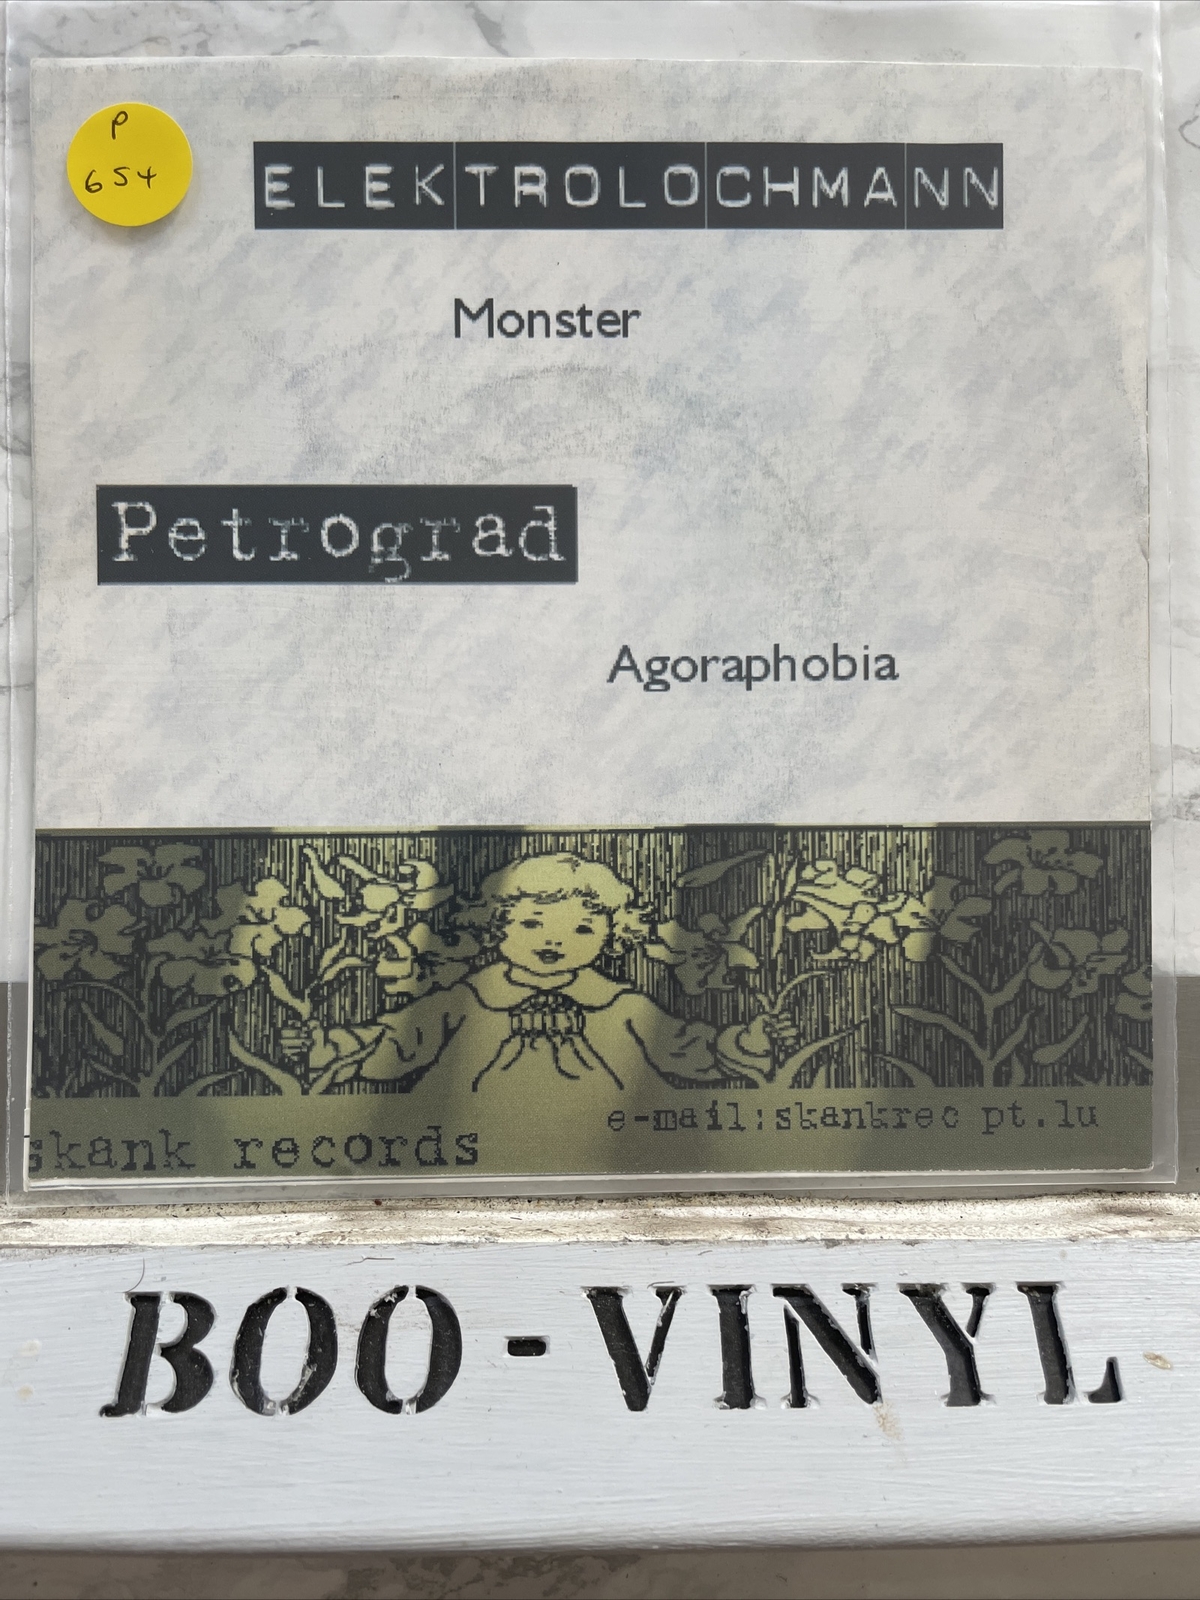 P
654
ELEKTROLOCHMANN
Monster
Petrograd
Agoraphobia
e-mail:skankrec pt.lu
skank records
BOO-VINYL